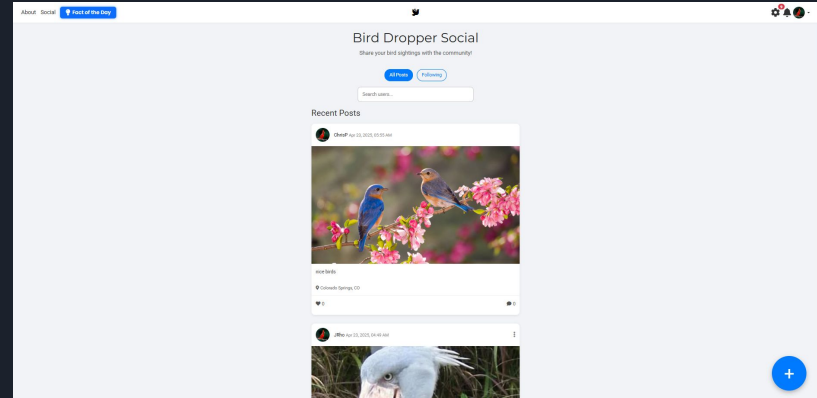 About Social Fact of the Day
Bird Dropper Social
Share your bird sightings with the community!
All Posts Following
Search users...
Recent Posts
ChrisP Apr 23, 2025, 05:55 AM
nice birds
Colorado Springs, CO
0 0
Apr 23, 2025, 04:49 AM